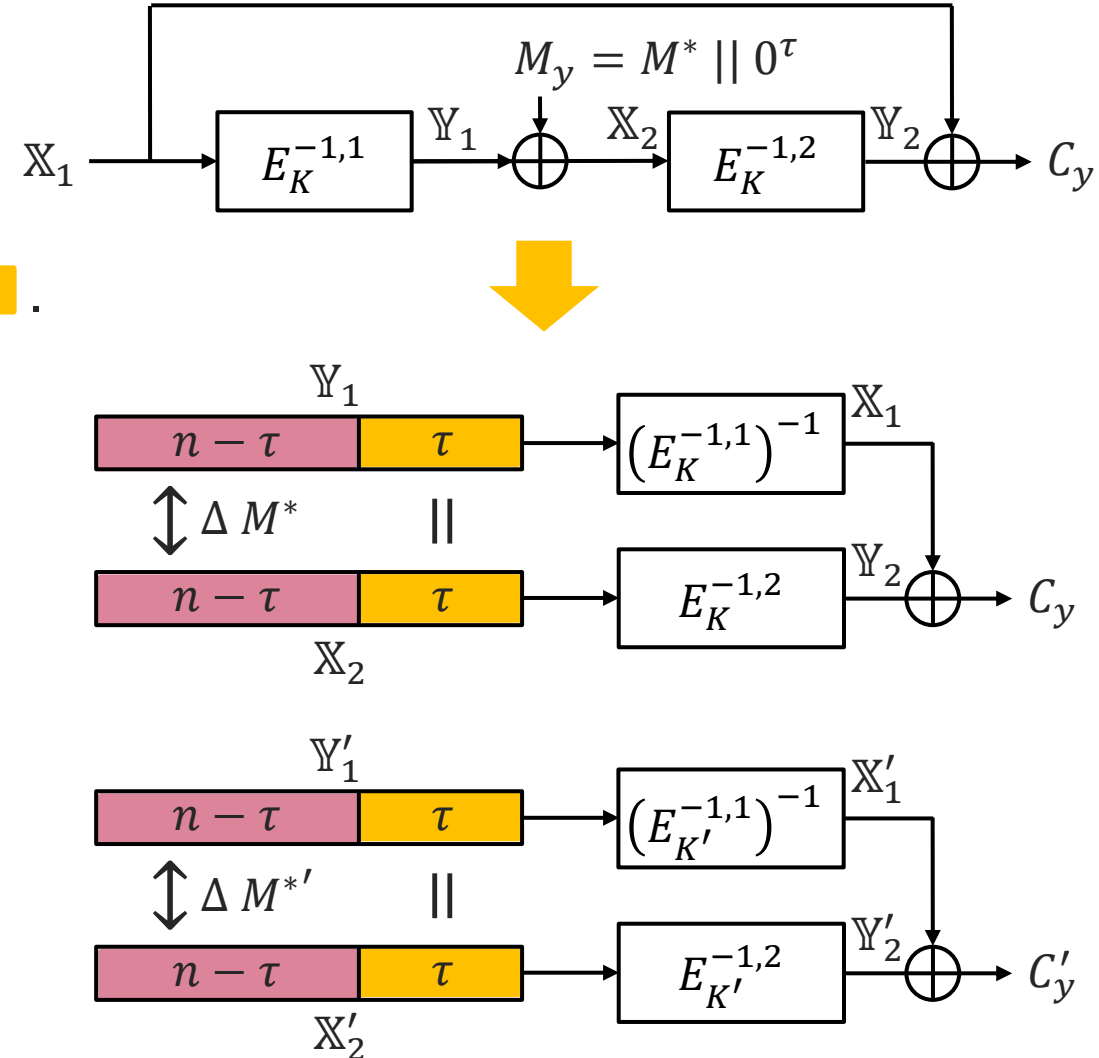 M_y = M^* || 0^τ
𝕏_1 E_K^{-1,1} 𝕐_1 𝕏_2 E_K^{-1,2} 𝕐_2 C_y
.
𝕐_1
n − τ τ (E_K^{-1,1})^{-1} 𝕏_1
Δ M^* ||
n − τ τ E_K^{-1,2} 𝕐_2 C_y
𝕏_2
𝕐′_1
n − τ τ (E_{K′}^{-1,1})^{-1} 𝕏′_1
Δ M^{*′} ||
n − τ τ E_{K′}^{-1,2} 𝕐′_2 C′_y
𝕏′_2